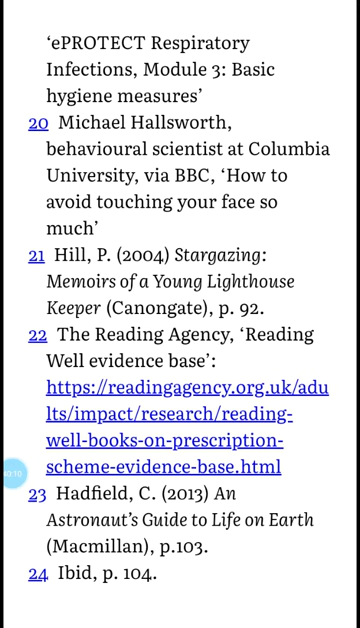 ‘ePROTECT Respiratory
Infections, Module 3: Basic
hygiene measures’
20 Michael Hallsworth,
behavioural scientist at Columbia
University, via BBC, ‘How to
avoid touching your face so
much’
21 Hill, P. (2004) Stargazing:
Memoirs of a Young Lighthouse
Keeper (Canongate), p. 92.
22 The Reading Agency, ‘Reading
Well evidence base’:
https://readingagency.org.uk/adu
lts/impact/research/reading-
well-books-on-prescription-
scheme-evidence-base.html
23 Hadfield, C. (2013) An
Astronaut’s Guide to Life on Earth
(Macmillan), p.103.
24 Ibid, p. 104.